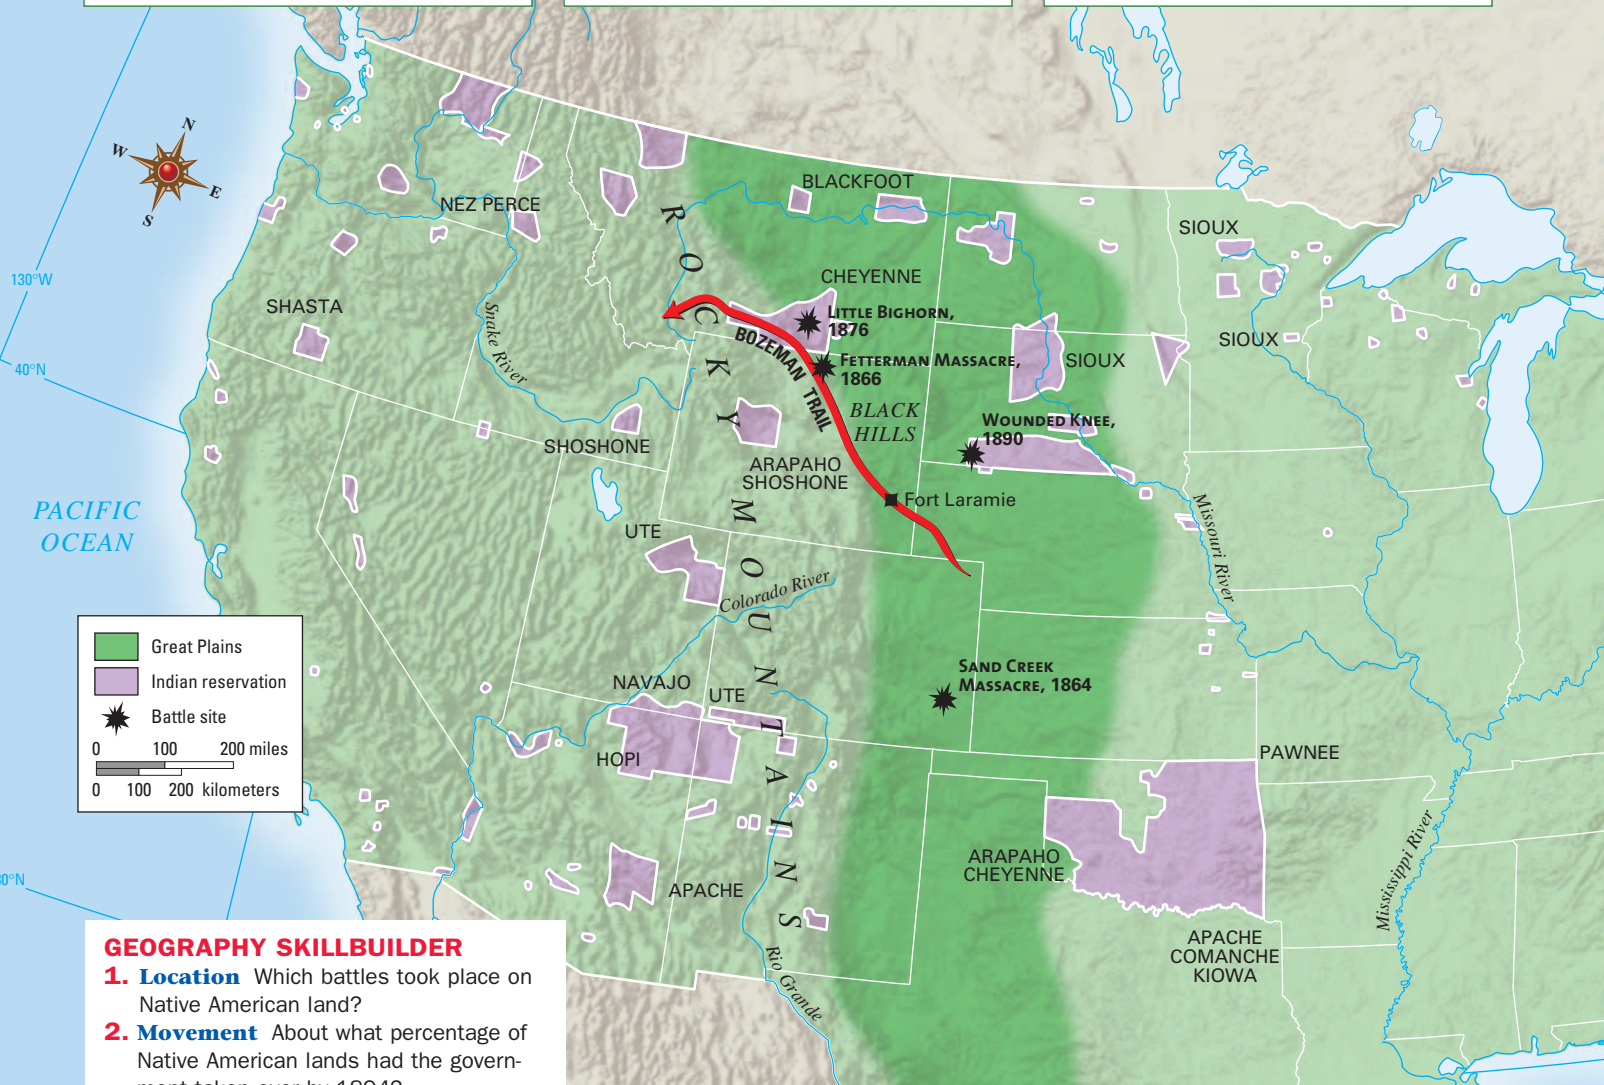 N
W
E
S
130°W
40°N
30°N
PACIFIC
OCEAN
NEZ PERCE
SHASTA
Snake River
SHOSHONE
BLACKFOOT
CHEYENNE
LITTLE BIGHORN,
1876
BOZEMAN TRAIL
FETTERMAN MASSACRE,
1866
BLACK
HILLS
SIOUX
SIOUX
SIOUX
WOUNDED KNEE,
1890
ARAPAHO
SHOSHONE
Fort Laramie
ROCKY MOUNTAINS
UTE
Colorado River
Missouri River
SAND CREEK
MASSACRE, 1864
NAVAJO
UTE
HOPI
PAWNEE
ARAPAHO
CHEYENNE
APACHE
APACHE
COMANCHE
KIOWA
Mississippi River
Rio Grande
Great Plains
Indian reservation
Battle site
0 100 200 miles
0 100 200 kilometers
GEOGRAPHY SKILLBUILDER
1. Location Which battles took place on
Native American land?
2. Movement About what percentage of
Native American lands had the govern-
ment taken over by 1894?